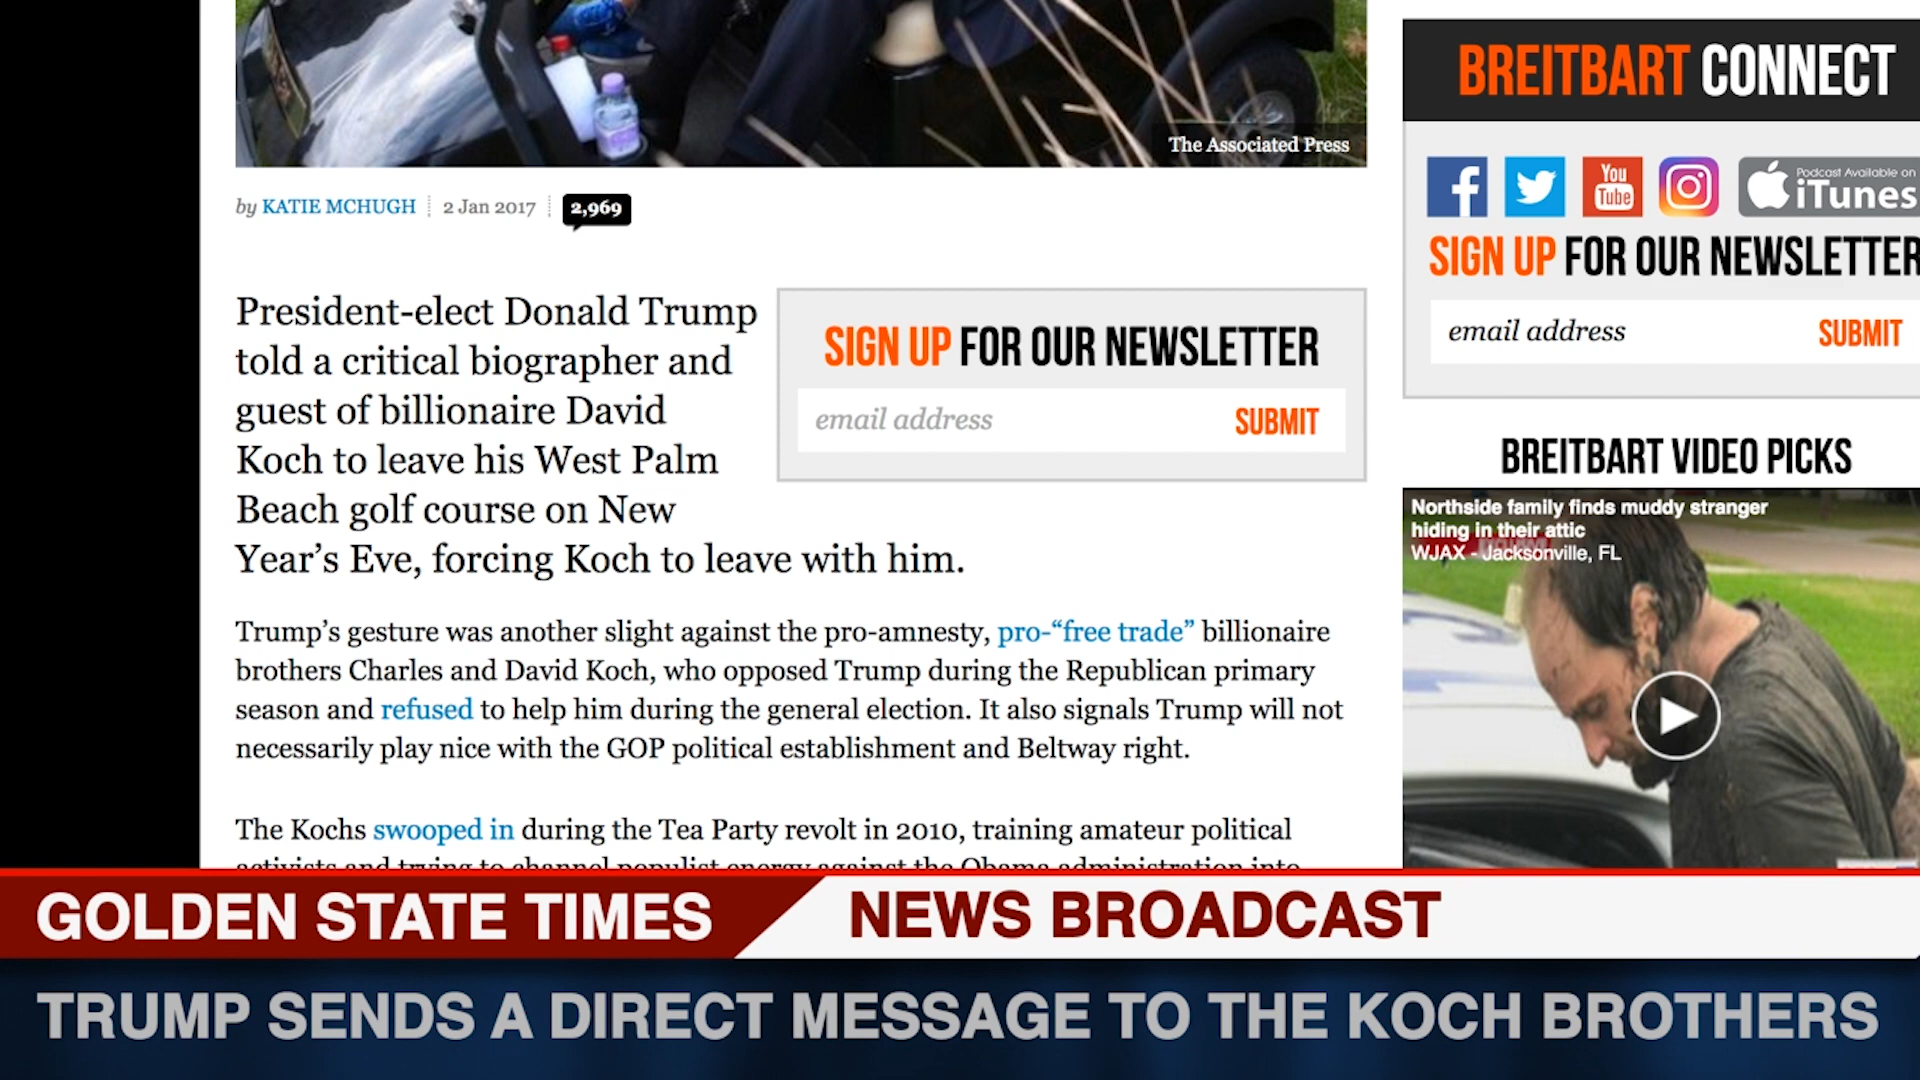 The Associated Press
by KATIE MCHUGH 2 Jan 2017 2,969
President-elect Donald Trump
told a critical biographer and
guest of billionaire David
Koch to leave his West Palm
Beach golf course on New
Year’s Eve, forcing Koch to leave with him.
SIGN UP FOR OUR NEWSLETTER
email address SUBMIT
Trump’s gesture was another slight against the pro-amnesty, pro-“free trade” billionaire
brothers Charles and David Koch, who opposed Trump during the Republican primary
season and refused to help him during the general election. It also signals Trump will not
necessarily play nice with the GOP political establishment and Beltway right.
The Kochs swooped in during the Tea Party revolt in 2010, training amateur political
activists and trying to channel populist energy against the Obama administration into
BREITBART CONNECT
You
Tube
Podcast Available on
iTunes
SIGN UP FOR OUR NEWSLETTER
email address SUBMIT
BREITBART VIDEO PICKS
Northside family finds muddy stranger
hiding in their attic
WJAX - Jacksonville, FL
GOLDEN STATE TIMES NEWS BROADCAST
TRUMP SENDS A DIRECT MESSAGE TO THE KOCH BROTHERS